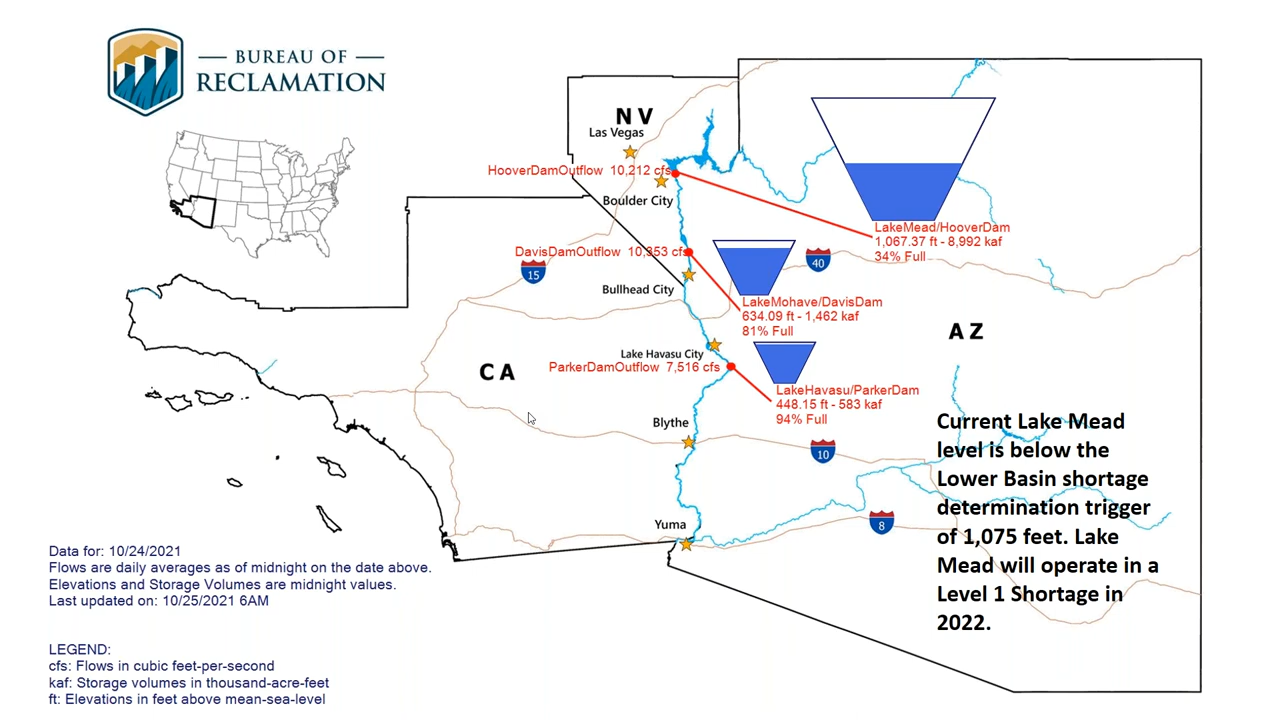 BUREAU OF
RECLAMATION
NV
Las Vegas
HooverDamOutflow 10,212 cfs
Boulder City
LakeMead/HooverDam
1,067.37 ft - 8,992 kaf
34% Full
DavisDamOutflow 10,353 cfs
15
40
Bullhead City
LakeMohave/DavisDam
634.09 ft - 1,462 kaf
81% Full
AZ
Lake Havasu City
ParkerDamOutflow 7,516 cfs
CA
LakeHavasu/ParkerDam
448.15 ft - 583 kaf
94% Full
Blythe
10
Yuma
8
Current Lake Mead
level is below the
Lower Basin shortage
determination trigger
of 1,075 feet. Lake
Mead will operate in a
Level 1 Shortage in
2022.
Data for: 10/24/2021
Flows are daily averages as of midnight on the date above.
Elevations and Storage Volumes are midnight values.
Last updated on: 10/25/2021 6AM
LEGEND:
cfs: Flows in cubic feet-per-second
kaf: Storage volumes in thousand-acre-feet
ft: Elevations in feet above mean-sea-level